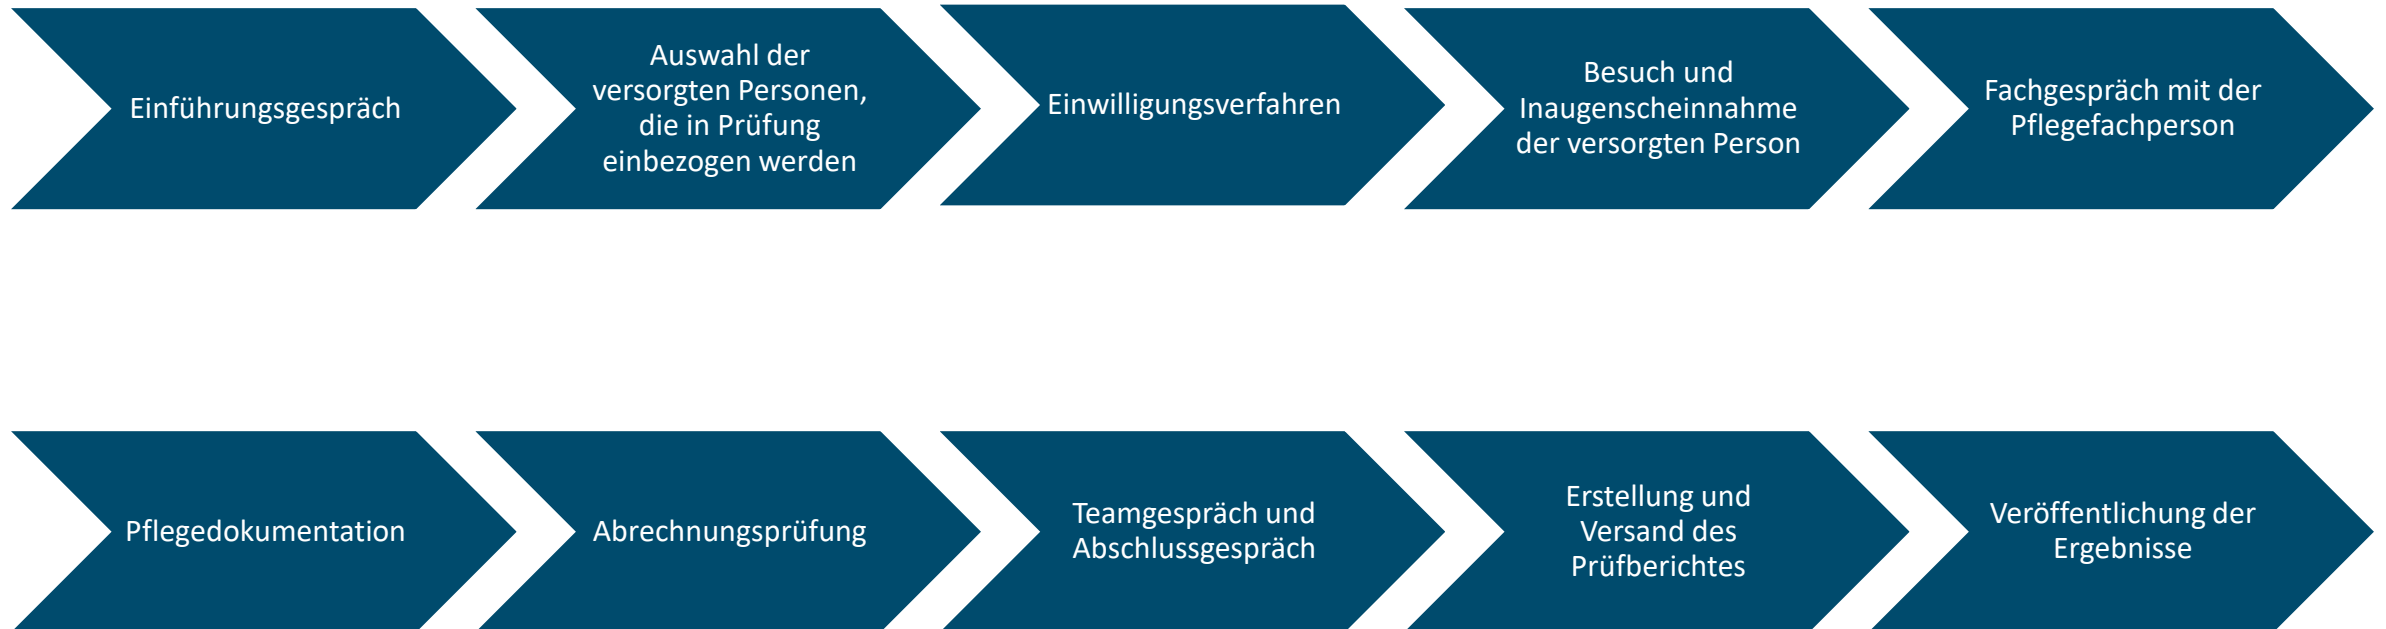 Einführungsgespräch
Auswahl der
versorgten Personen,
die in Prüfung
einbezogen werden
Einwilligungsverfahren
Besuch und
Inaugenscheinnahme
der versorgten Person
Fachgespräch mit der
Pflegefachperson
Pflegedokumentation
Abrechnungsprüfung
Teamgespräch und
Abschlussgespräch
Erstellung und
Versand des
Prüfberichtes
Veröffentlichung der
Ergebnisse